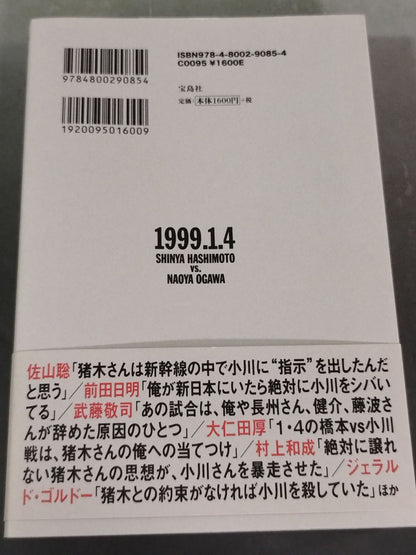 ISBN978-4-8002-9085-4
C0095 ¥1600E
9784800290854
宝島社
定価 本体1600円 +税
1920095016009
1999.1.4
SHINYA HASHIMOTO
VS.
NAOYA OGAWA
佐山聡「猪木さんは新幹線の中で小川に“指示”を出したんだ
と思う」/前田日明「俺が新日本にいたら絶対に小川をシバい
てる」/武藤敬司「あの試合は、俺や長州さん、健介、藤波さ
んが辞めた原因のひとつ」/大仁田厚「1・4の橋本vs小川
戦は、猪木さんの俺への当てつけ」/村上和成「絶対に譲れ
ない猪木さんの思想が、小川さんを暴走させた」/ジェラル
ド・ゴルドー「猪木との約束がなければ小川を殺していた」ほか